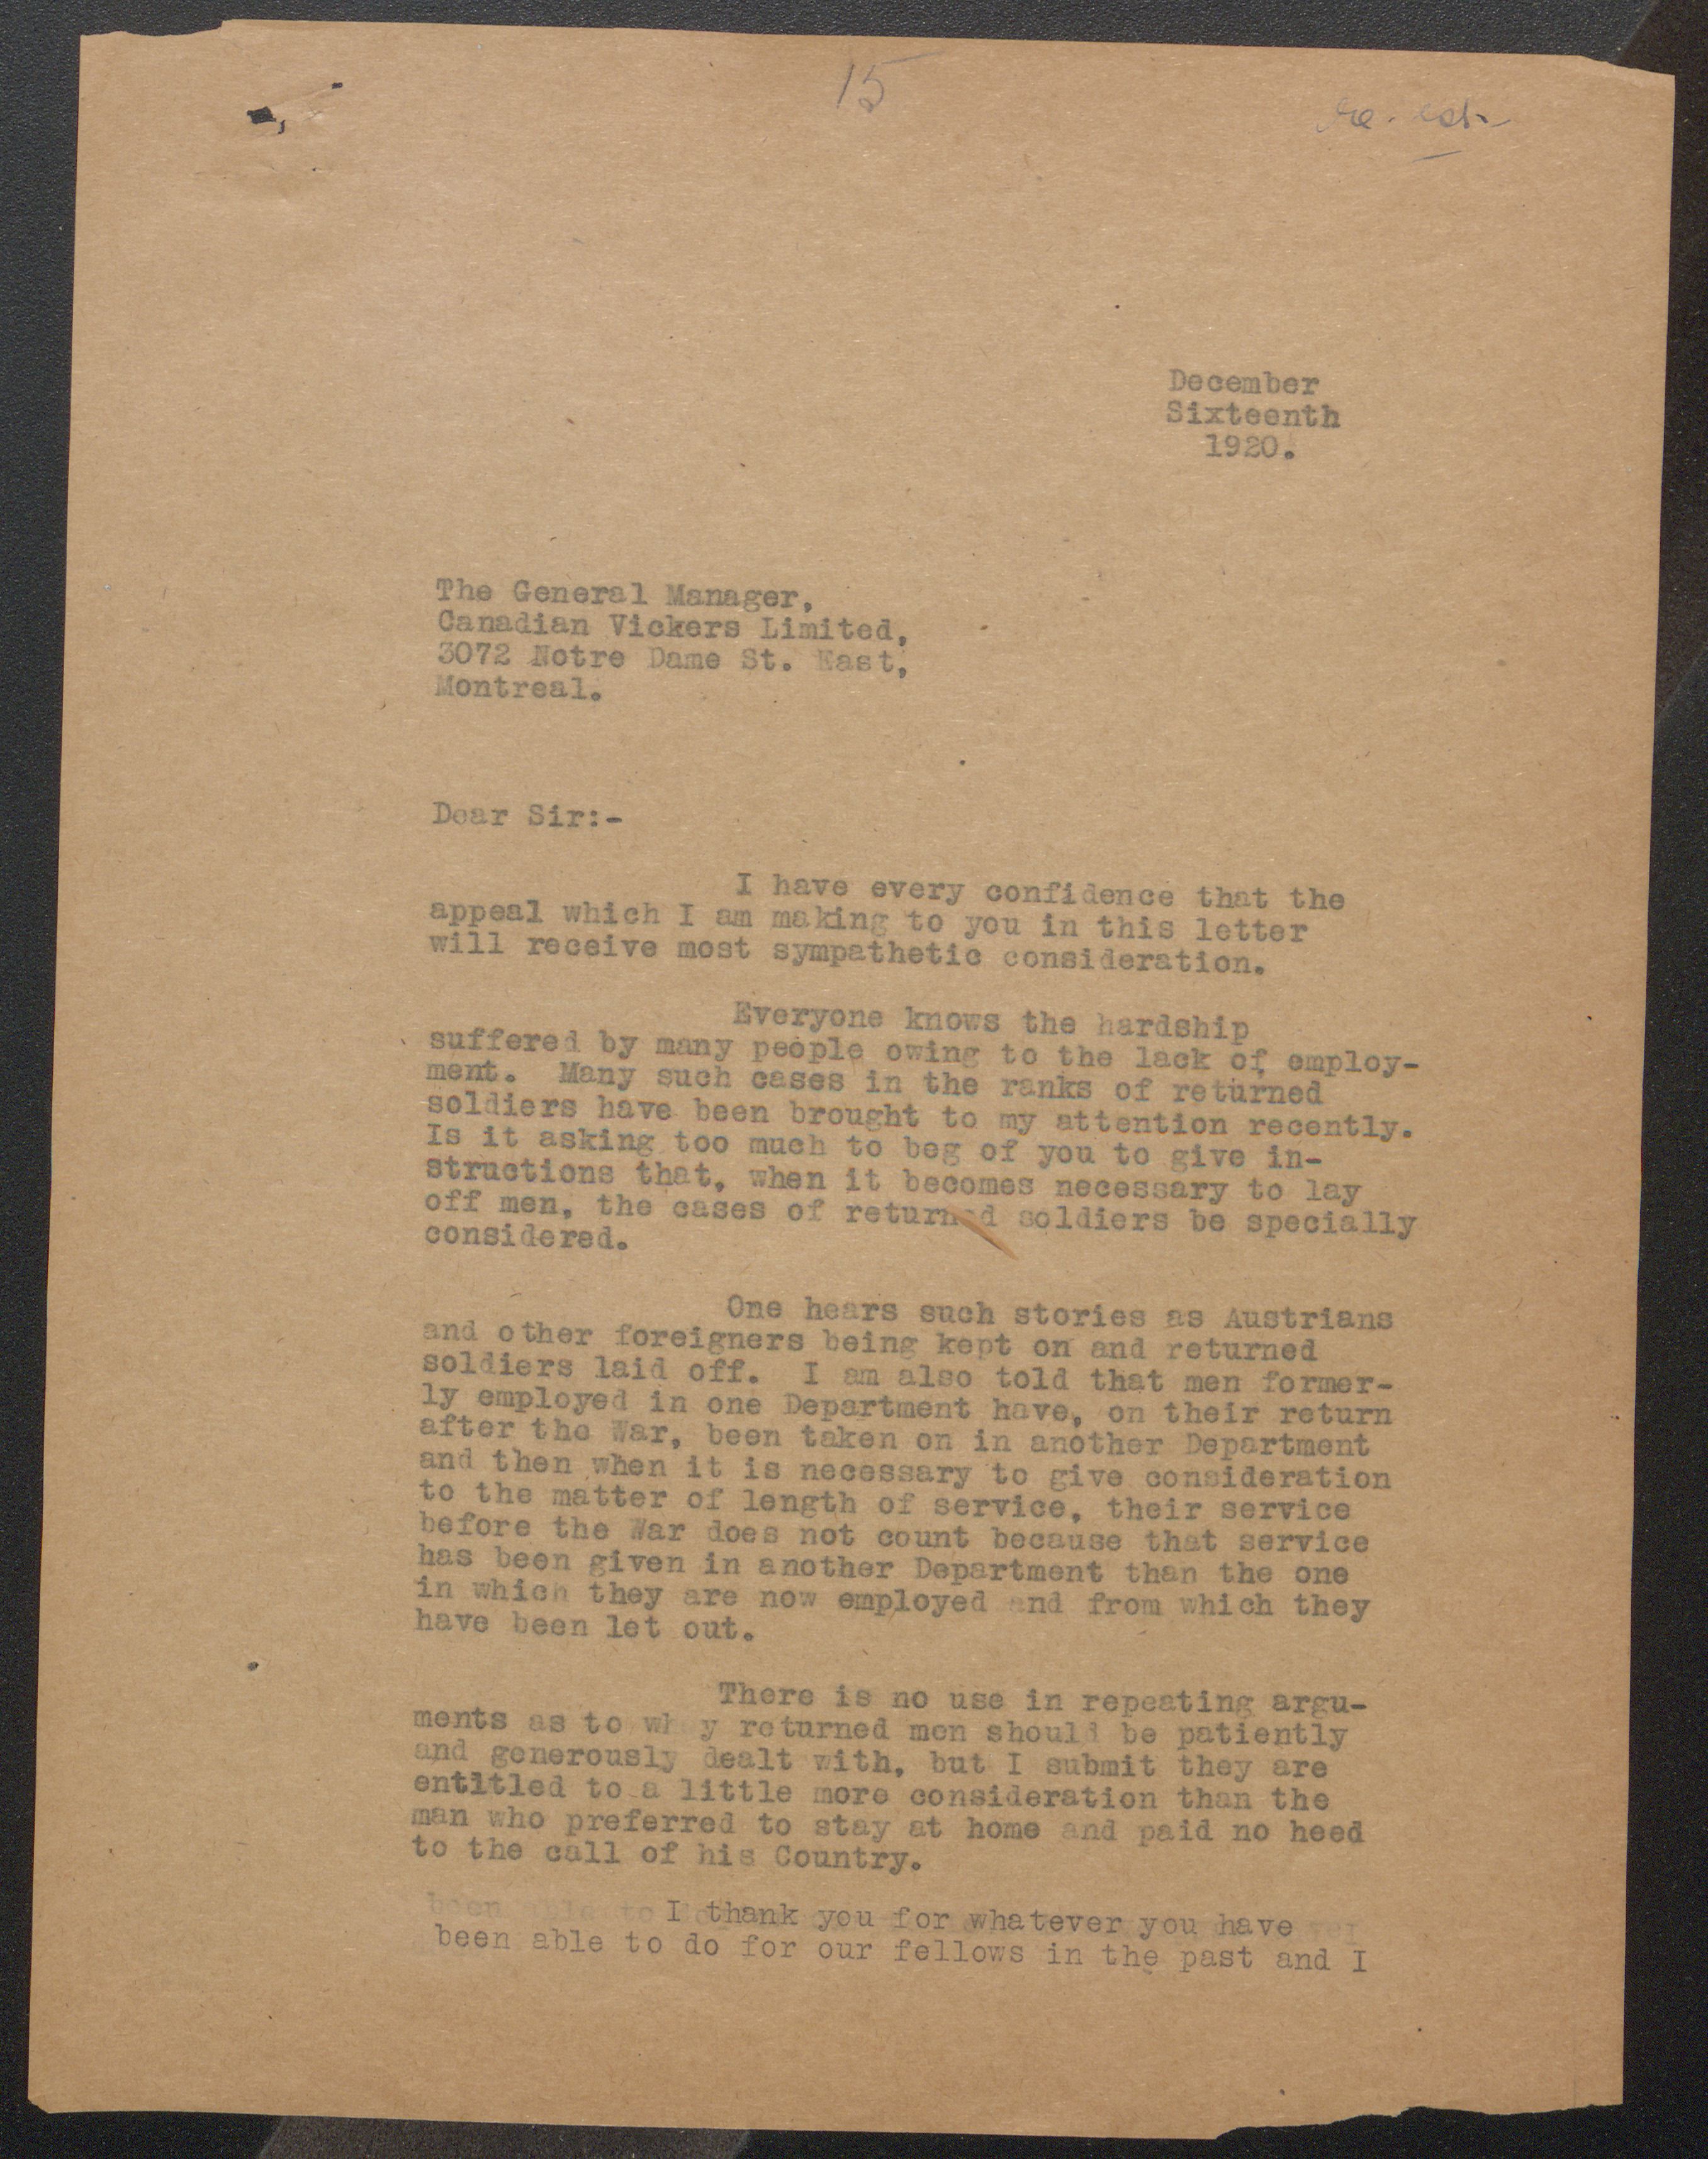 15
December
Sixteenth
1920.
The General Manager,
Canadian Vickers Limited,
3072 Notre Dame St. East,
Montreal.
Dear Sir:-
I have every confidence that the
appeal which I am making to you in this letter
will receive most sympathetic consideration.
Everyone knows the hardship
suffered by many people owing to the lack of employ-
ment. Many such cases in the ranks of returned
soldiers have been brought to my attention recently.
Is it asking too much to beg of you to give in-
structions that, when it becomes necessary to lay
off men, the cases of returned soldiers be specially
considered.
One hears such stories as Austrians
and other foreigners being kept on and returned
soldiers laid off. I am also told that men former-
ly employed in one Department have, on their return
after the War, been taken on in another Department
and then when it is necessary to give consideration
to the matter of length of service, their service
before the War does not count because that service
has been given in another Department than the one
in which they are now employed and from which they
have been let out.
There is no use in repeating argu-
ments as to why returned men should be patiently
and generously dealt with, but I submit they are
entitled to a little more consideration than the
man who preferred to stay at home and paid no heed
to the call of his Country.
I thank you for whatever you have
been able to do for our fellows in the past and I